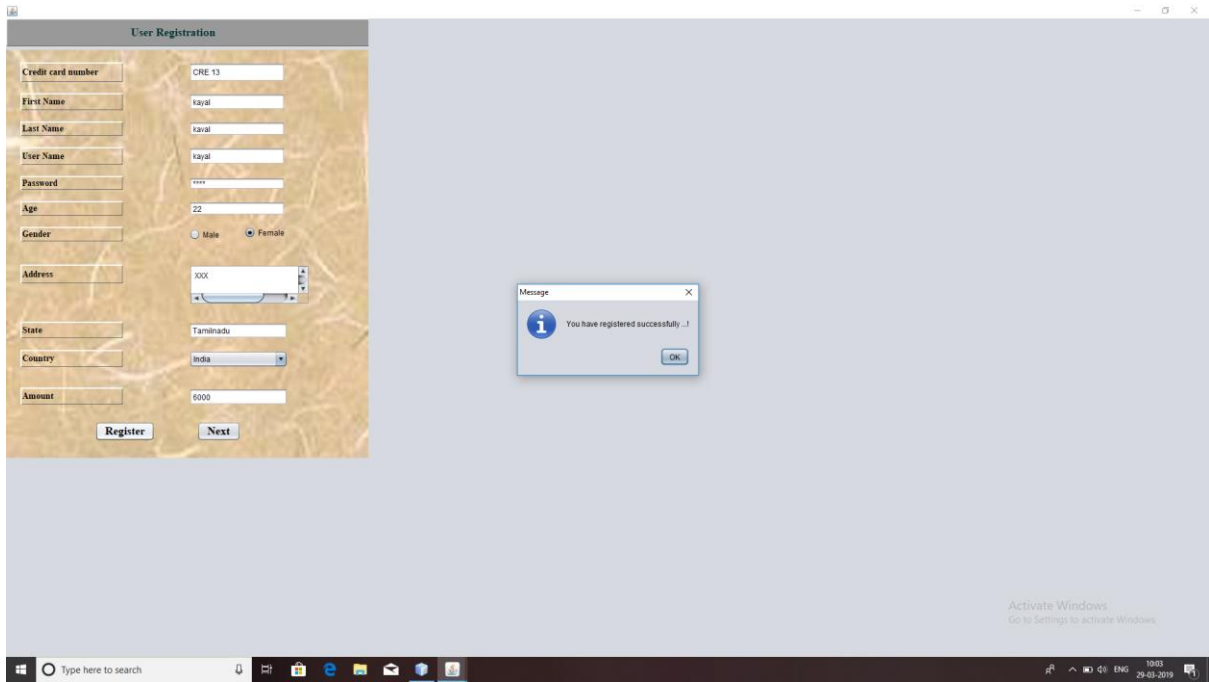 User Registration
Credit card number CRE 13
First Name kayal
Last Name kayal
User Name kayal
Password ****
Age 22
Gender Male Female
Address XXX
State Tamilnadu
Country India
Amount 6000
Register Next
Message
You have registered successfully ...!
OK
Activate Windows
Go to Settings to activate Windows.
Type here to search
ENG
10:03
29-03-2019